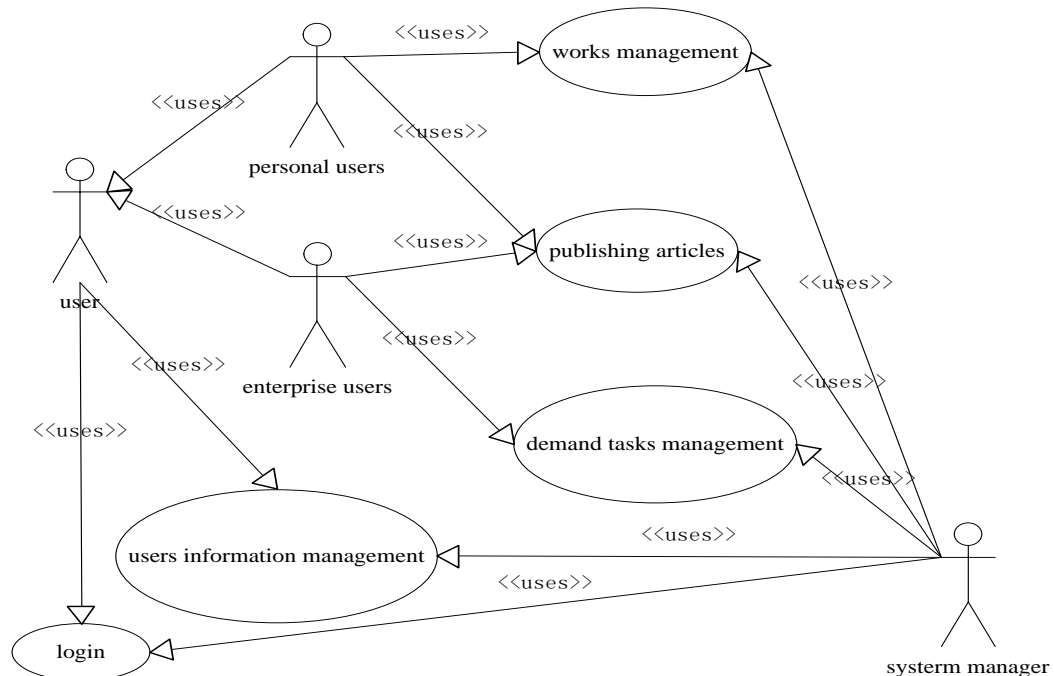 <<uses>>
works management
<<uses>>
<<uses>>
personal users
<<uses>>
<<uses>>
publishing articles
<<uses>>
<<uses>>
user
<<uses>>
<<uses>>
enterprise users
<<uses>>
<<uses>>
demand tasks management
<<uses>>
<<uses>>
users information management
<<uses>>
login
systerm manager